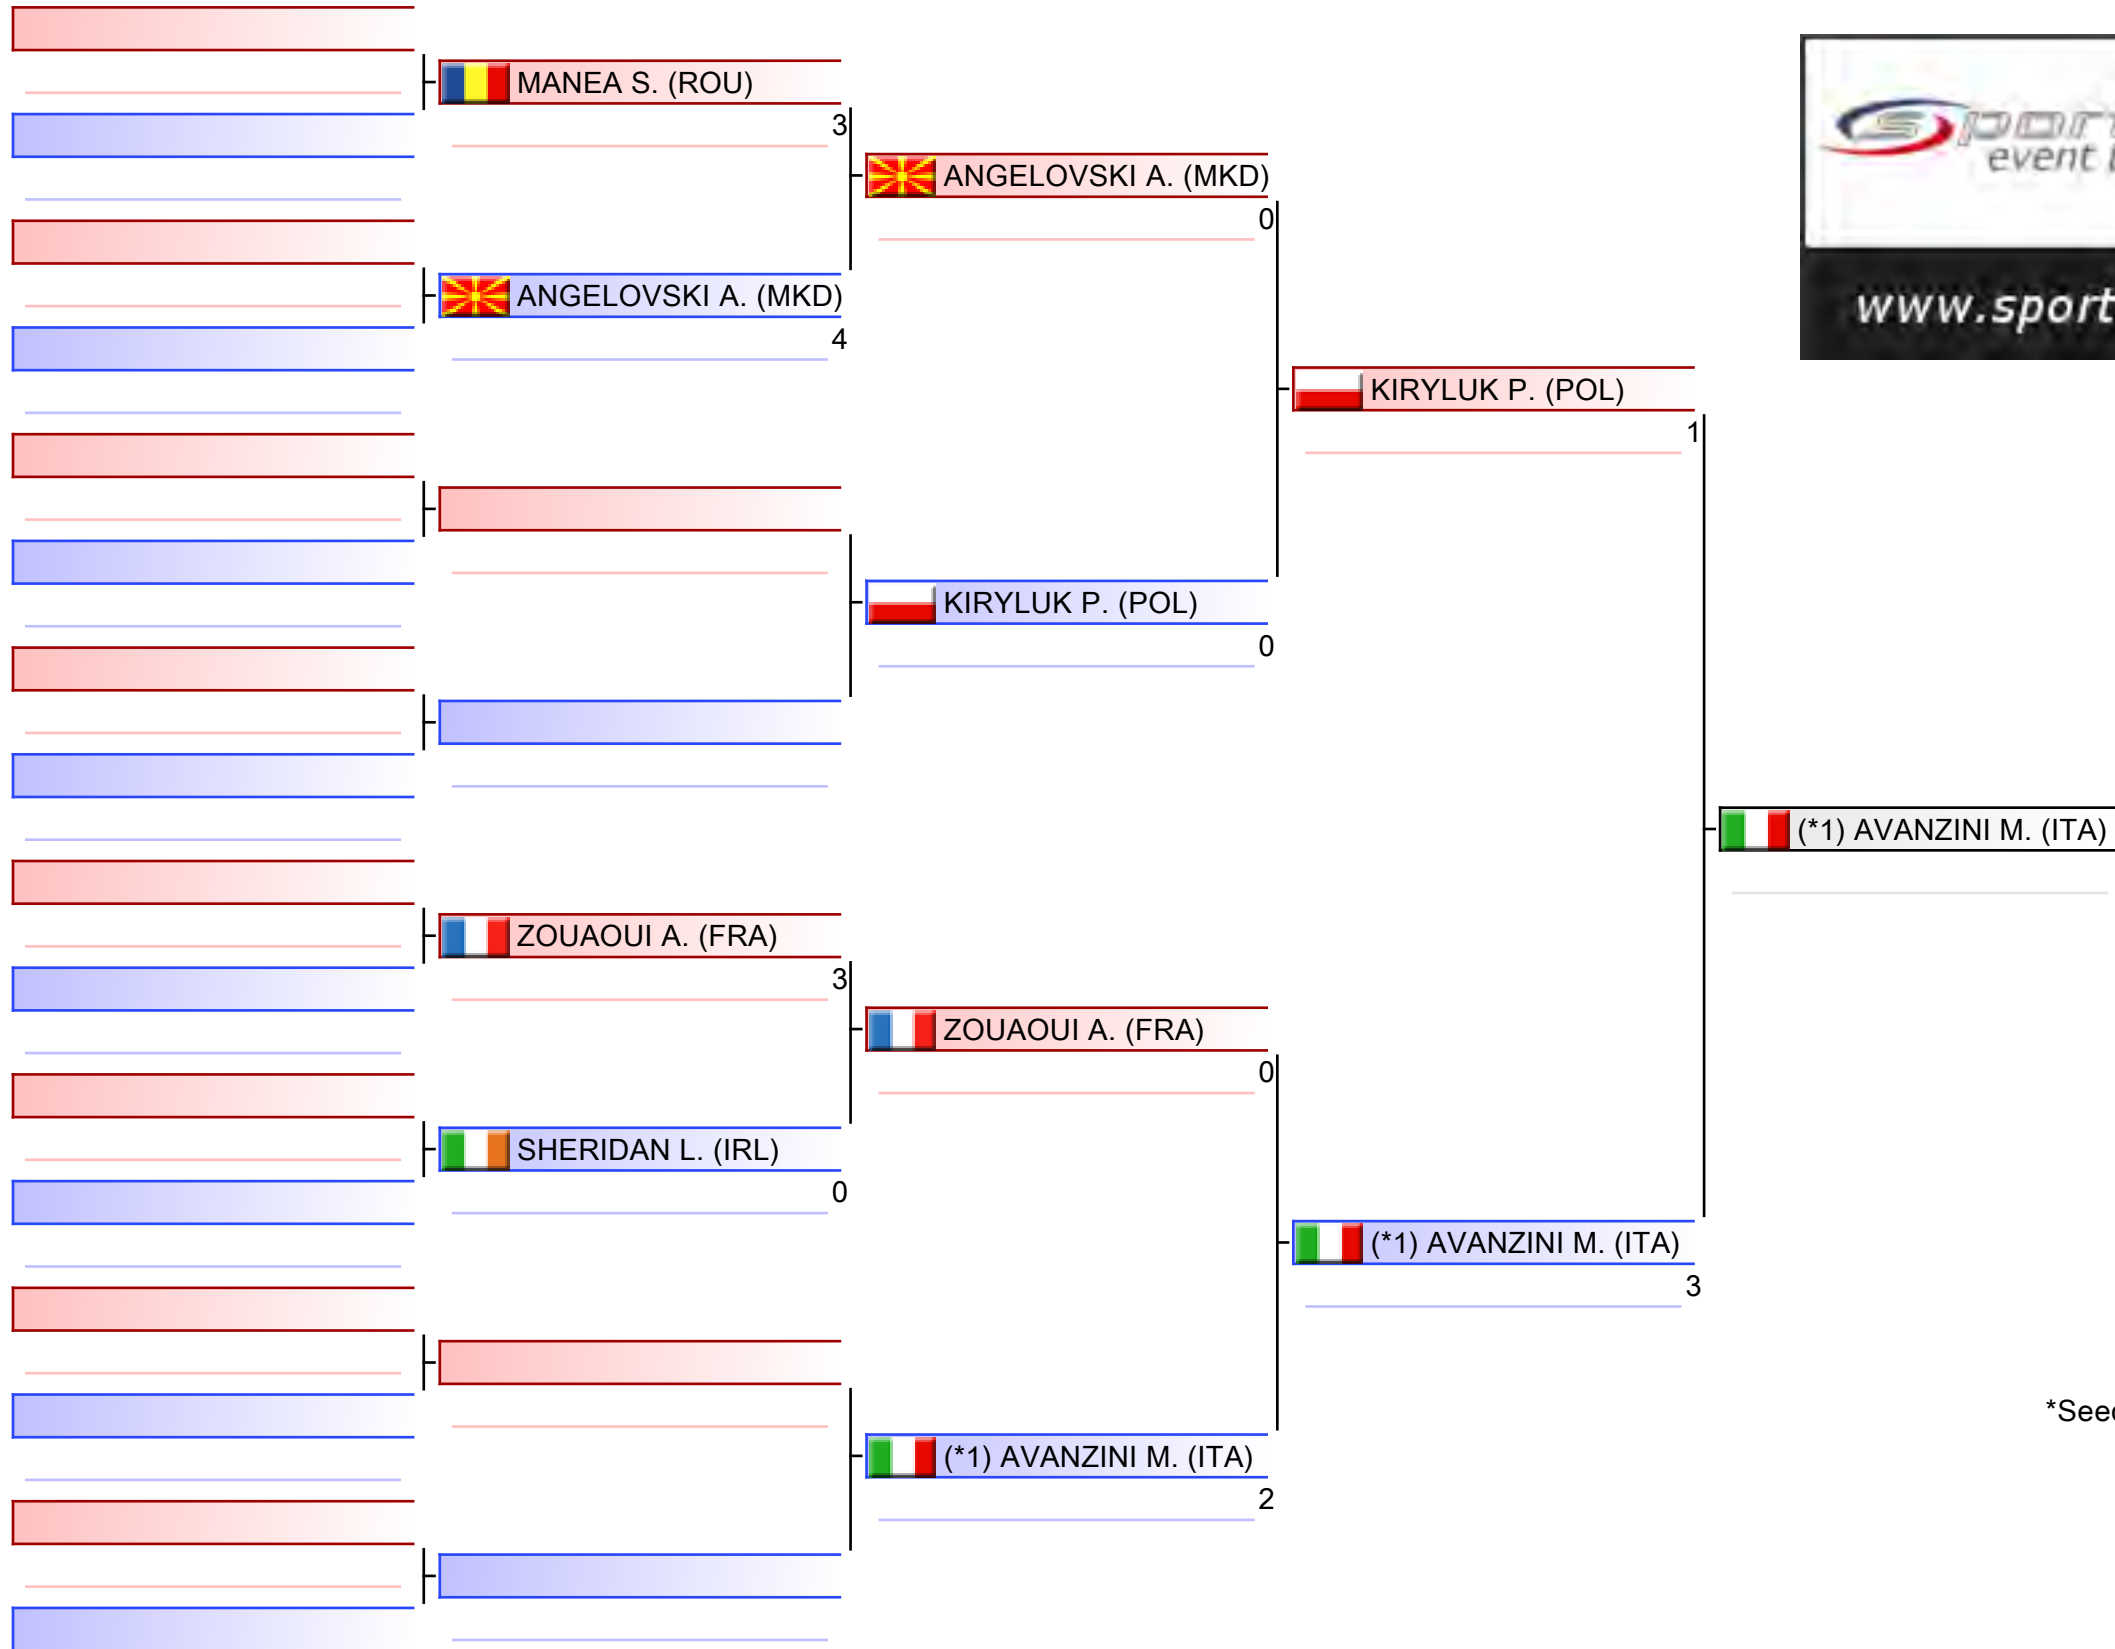 MANEA S. (ROU)
3
ANGELOVSKI A. (MKD)
0
ANGELOVSKI A. (MKD)
4
KIRYLUK P. (POL)
1
KIRYLUK P. (POL)
0
(*1) AVANZINI M. (ITA)
ZOUAOUI A. (FRA)
3
ZOUAOUI A. (FRA)
0
SHERIDAN L. (IRL)
0
(*1) AVANZINI M. (ITA)
3
(*1) AVANZINI M. (ITA)
2
event
www.sport